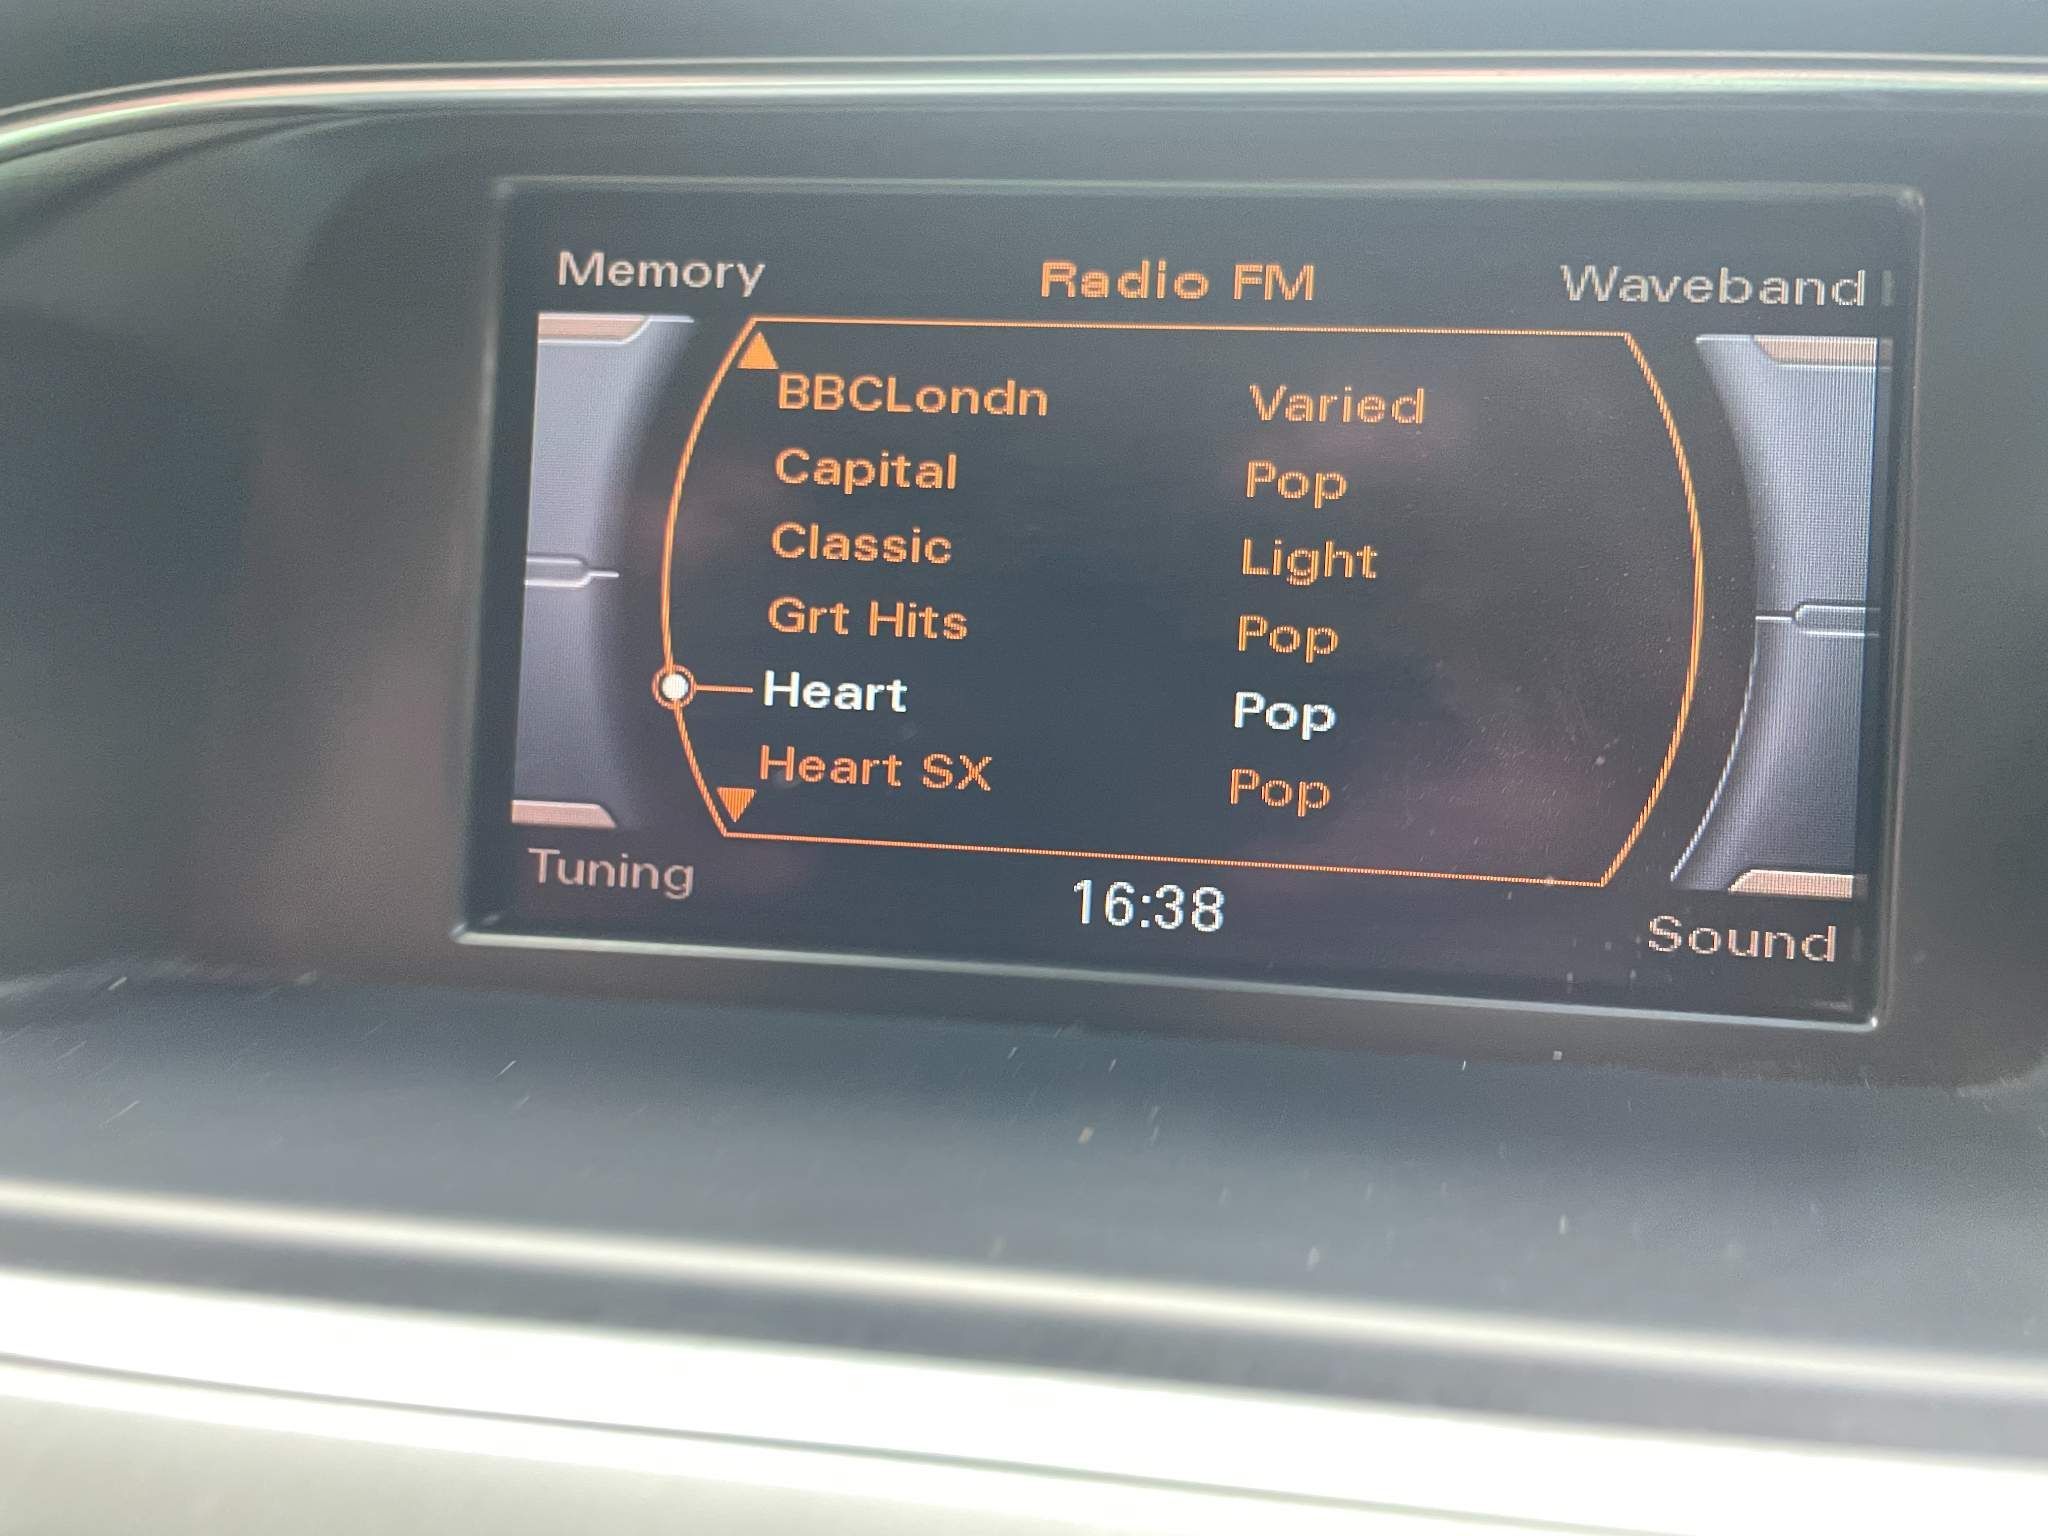 Memory Radio FM Waveband
BBCLondn Varied
Capital Pop
Classic Light
Grt Hits Pop
Heart Pop
Heart SX Pop
Tuning 16:38 Sound